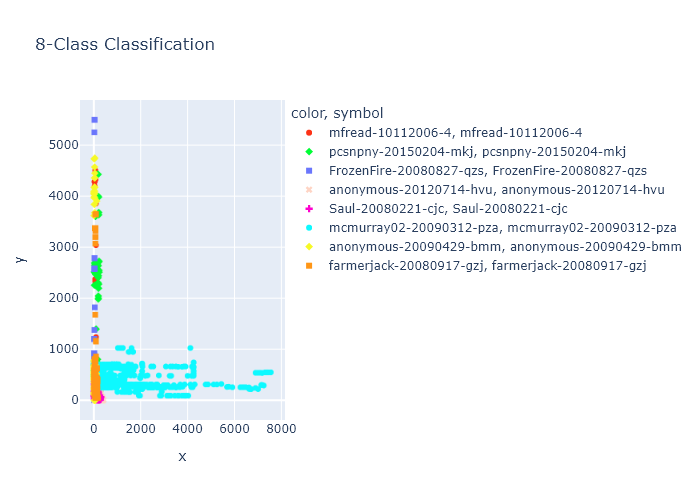 8-Class Classification
color, symbol
mfread-10112006-4, mfread-10112006-4
pcsnpny-20150204-mkj, pcsnpny-20150204-mkj
FrozenFire-20080827-qzs, FrozenFire-20080827-qzs
anonymous-20120714-hvu, anonymous-20120714-hvu
Saul-20080221-cjc, Saul-20080221-cjc
mcmurray02-20090312-pza, mcmurray02-20090312-pza
anonymous-20090429-bmm, anonymous-20090429-bmm
farmerjack-20080917-gzj, farmerjack-20080917-gzj
5000
4000
3000
2000
1000
0
y
0 2000 4000 6000 8000
x